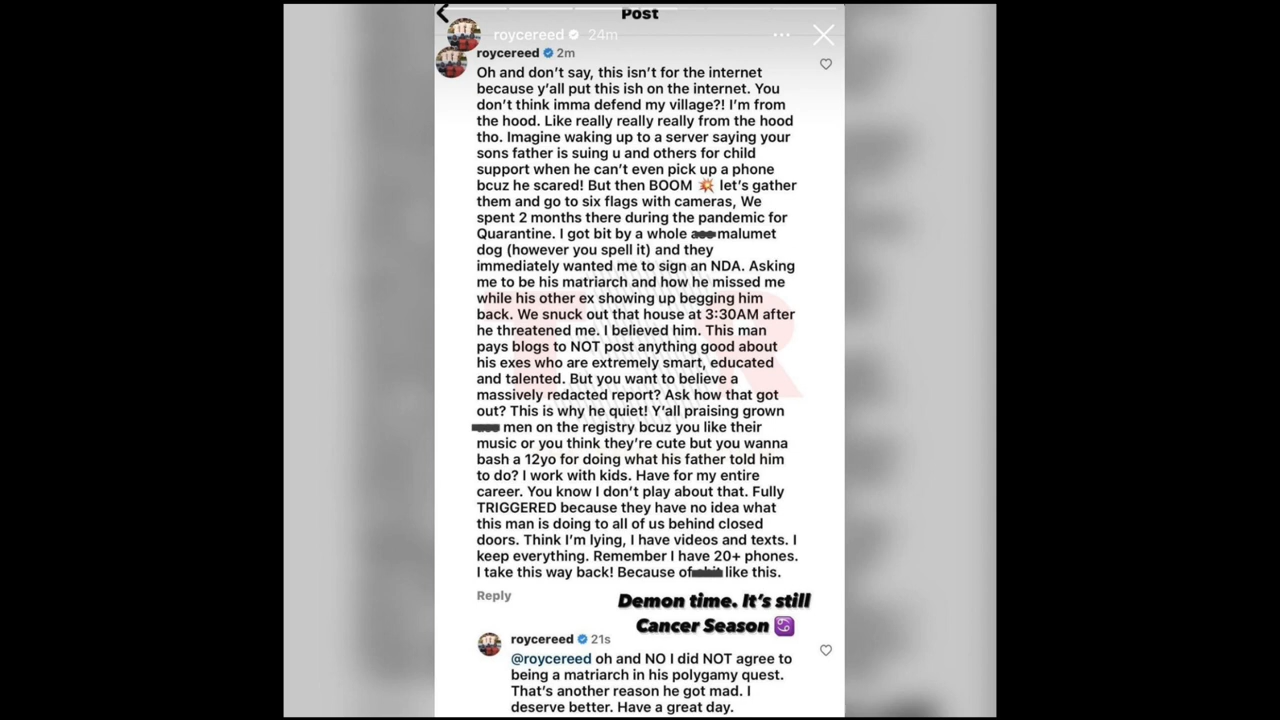 Post
roycereed 24m
roycereed 2m
Oh and don't say, this isn't for the internet
because y'all put this ish on the internet. You
don't think imma defend my village?! I'm from
the hood. Like really really really from the hood
tho. Imagine waking up to a server saying your
sons father is suing u and others for child
support when he can't even pick up a phone
bcuz he scared! But then BOOM 💥 let's gather
them and go to six flags with cameras, We
spent 2 months there during the pandemic for
Quarantine. I got bit by a whole malumet
dog (however you spell it) and they
immediately wanted me to sign an NDA. Asking
me to be his matriarch and how he missed me
while his other ex showing up begging him
back. We snuck out that house at 3:30AM after
he threatened me. I believed him. This man
pays blogs to NOT post anything good about
his exes who are extremely smart, educated
and talented. But you want to believe a
massively redacted report? Ask how that got
out? This is why he quiet! Y'all praising grown
men on the registry bcuz you like their
music or you think they're cute but you wanna
bash a 12yo for doing what his father told him
to do? I work with kids. Have for my entire
career. You know I don't play about that. Fully
TRIGGERED because they have no idea what
this man is doing to all of us behind closed
doors. Think I'm lying, I have videos and texts. I
keep everything. Remember I have 20+ phones.
I take this way back! Because of like this.
Reply
Demon time. It's still
Cancer Season ♋
roycereed 21s
@roycereed oh and NO I did NOT agree to
being a matriarch in his polygamy quest.
That's another reason he got mad. I
deserve better. Have a great day.